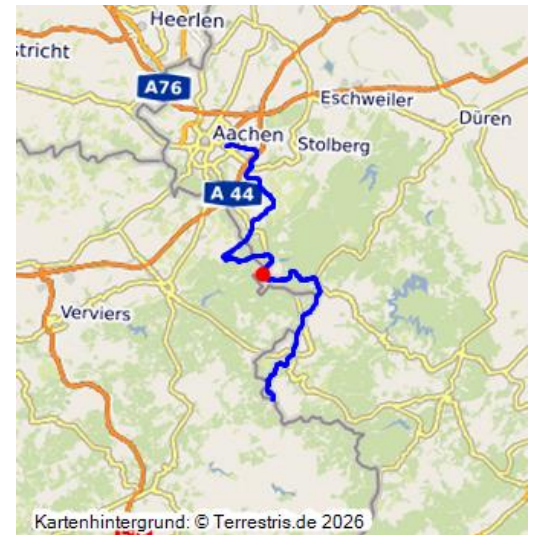 Heerlen
stricht
A76
Eschweiler
Düren
Aachen
Stolberg
A 44
Verviers
Kartenhintergrund: © Terrestris.de 2026